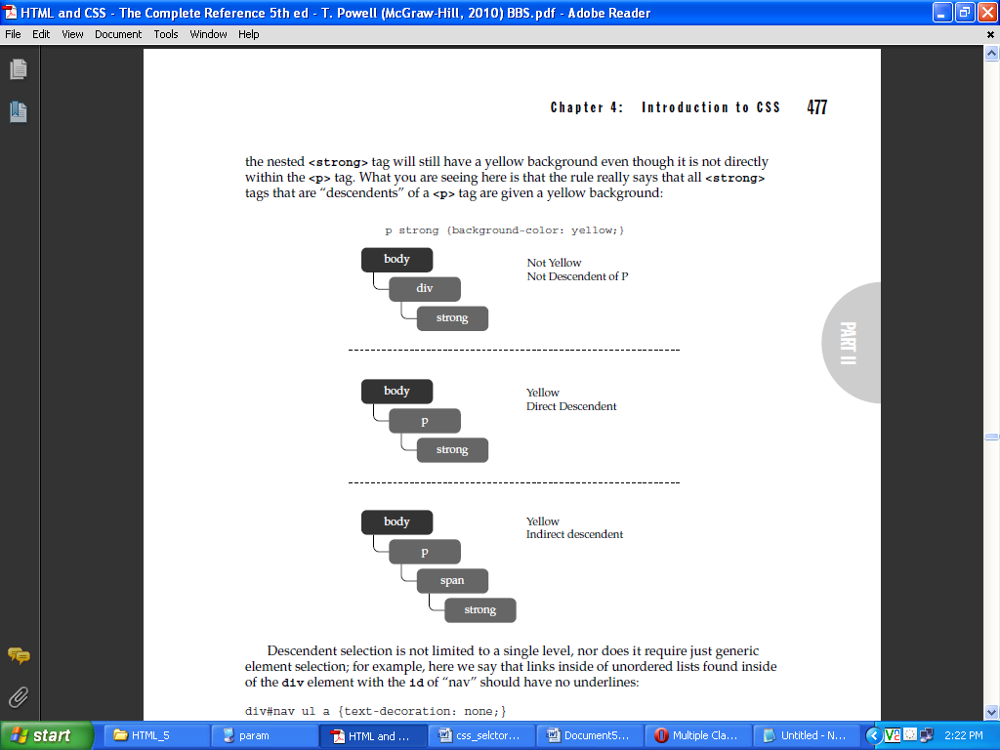 HTML and CSS - The Complete Reference 5th ed - T. Powell (McGraw-Hill, 2010) BBS.pdf - Adobe Reader
File Edit View Document Tools Window Help
Chapter 4: Introduction to CSS 477
the nested <strong> tag will still have a yellow background even though it is not directly
within the <p> tag. What you are seeing here is that the rule really says that all <strong>
tags that are “descendents” of a <p> tag are given a yellow background:
p strong {background-color: yellow;}
body
div
strong
Not Yellow
Not Descendent of P
PART II
body
p
strong
Yellow
Direct Descendent
body
p
span
strong
Yellow
Indirect descendent
Descendent selection is not limited to a single level, nor does it require just generic
element selection; for example, here we say that links inside of unordered lists found inside
of the div element with the id of “nav” should have no underlines:
div#nav ul a {text-decoration: none;}
start HTML_5 param HTML and ... css_selctor... Document5... Multiple Cla... Untitled - N... 2:22 PM